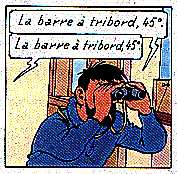 La barre à tribord, 45°.
La barre à tribord, 45°